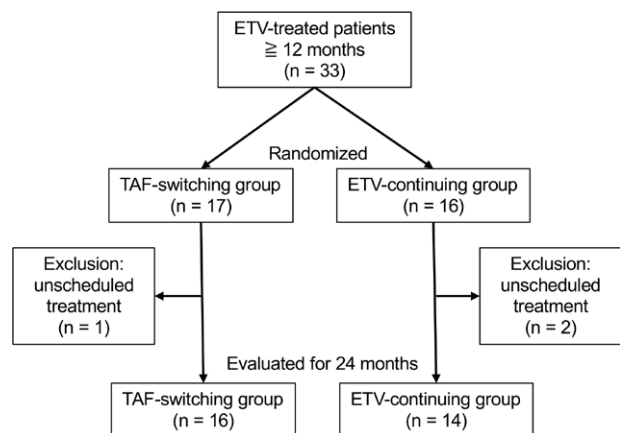 ETV-treated patients
≧ 12 months
(n = 33)
Randomized
TAF-switching group
(n = 17)
ETV-continuing group
(n = 16)
Exclusion:
unscheduled
treatment
(n = 1)
Exclusion:
unscheduled
treatment
(n = 2)
Evaluated for 24 months
TAF-switching group
(n = 16)
ETV-continuing group
(n = 14)